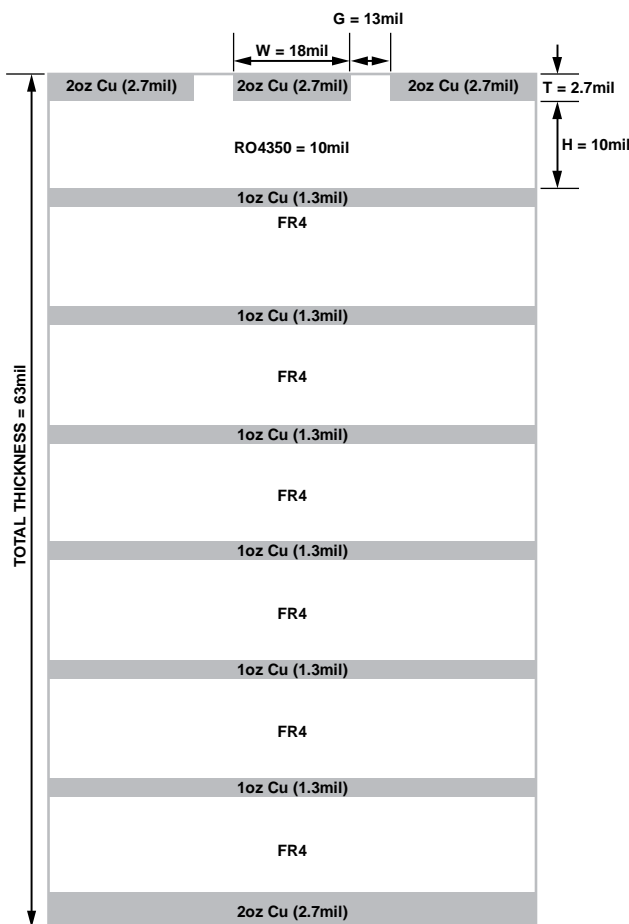 G = 13mil
W = 18mil
2oz Cu (2.7mil)
2oz Cu (2.7mil)
2oz Cu (2.7mil)
T = 2.7mil
RO4350 = 10mil
H = 10mil
1oz Cu (1.3mil)
FR4
1oz Cu (1.3mil)
FR4
1oz Cu (1.3mil)
FR4
1oz Cu (1.3mil)
FR4
1oz Cu (1.3mil)
FR4
1oz Cu (1.3mil)
FR4
2oz Cu (2.7mil)
TOTAL THICKNESS = 63mil